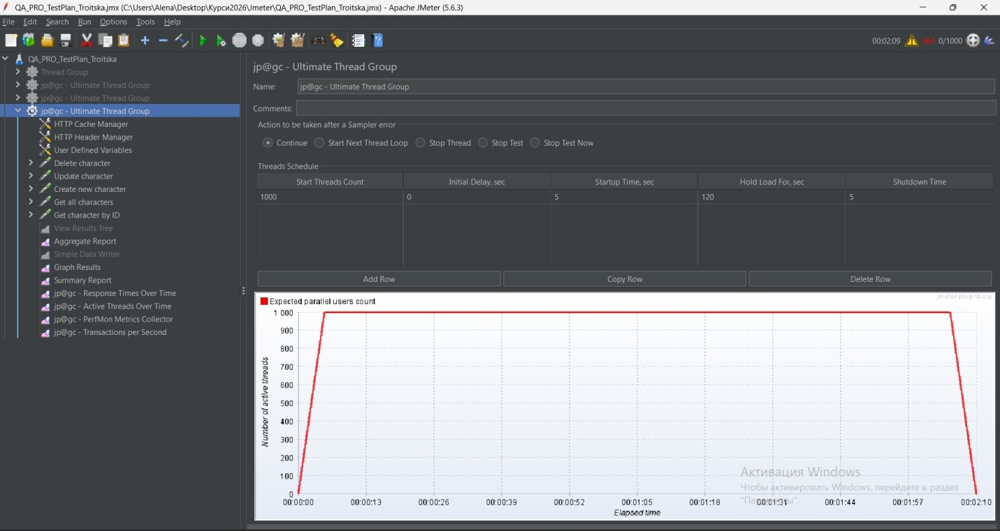 QA_PRO_TestPlan_Troitska.jmx (C:\Users\Alena\Desktop\Курси2026\Jmeter\QA_PRO_TestPlan_Troitska.jmx) - Apache JMeter (5.6.3)
File Edit Search Run Options Tools Help
00:02:09 464 0/1000
QA_PRO_TestPlan_Troitska
Thread Group
jp@gc - Ultimate Thread Group
jp@gc - Ultimate Thread Group
jp@gc - Ultimate Thread Group
HTTP Cache Manager
HTTP Header Manager
User Defined Variables
Delete character
Update character
Create new character
Get all characters
Get character by ID
View Results Tree
Aggregate Report
Simple Data Writer
Graph Results
Summary Report
jp@gc - Response Times Over Time
jp@gc - Active Threads Over Time
jp@gc - PerfMon Metrics Collector
jp@gc - Transactions per Second
jp@gc - Ultimate Thread Group
Name: jp@gc - Ultimate Thread Group
Comments:
Action to be taken after a Sampler error
Continue Start Next Thread Loop Stop Thread Stop Test Stop Test Now
Threads Schedule
Start Threads Count Initial Delay, sec Startup Time, sec Hold Load For, sec Shutdown Time
1000 0 5 120 5
Add Row Copy Row Delete Row
Expected parallel users count
jmeter-plugins.org
1 000
900
800
700
600
500
400
300
200
100
0
Number of active threads
00:00:00 00:00:13 00:00:26 00:00:39 00:00:52 00:01:05 00:01:18 00:01:31 00:01:44 00:01:57 00:02:10
Elapsed time
Активация Windows
Чтобы активировать Windows, перейдите в раздел